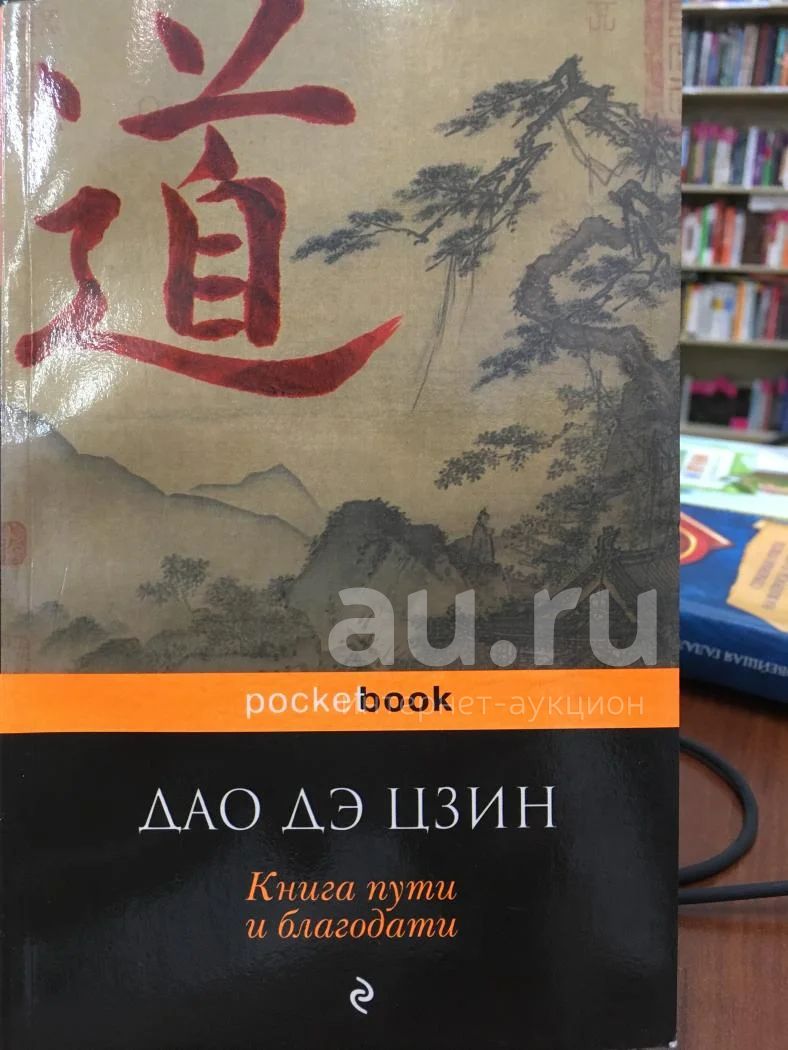 道
au.ru
интернет-аукцион
pocketbook
ДАО ДЭ ЦЗИН
Книга пути
и благодати